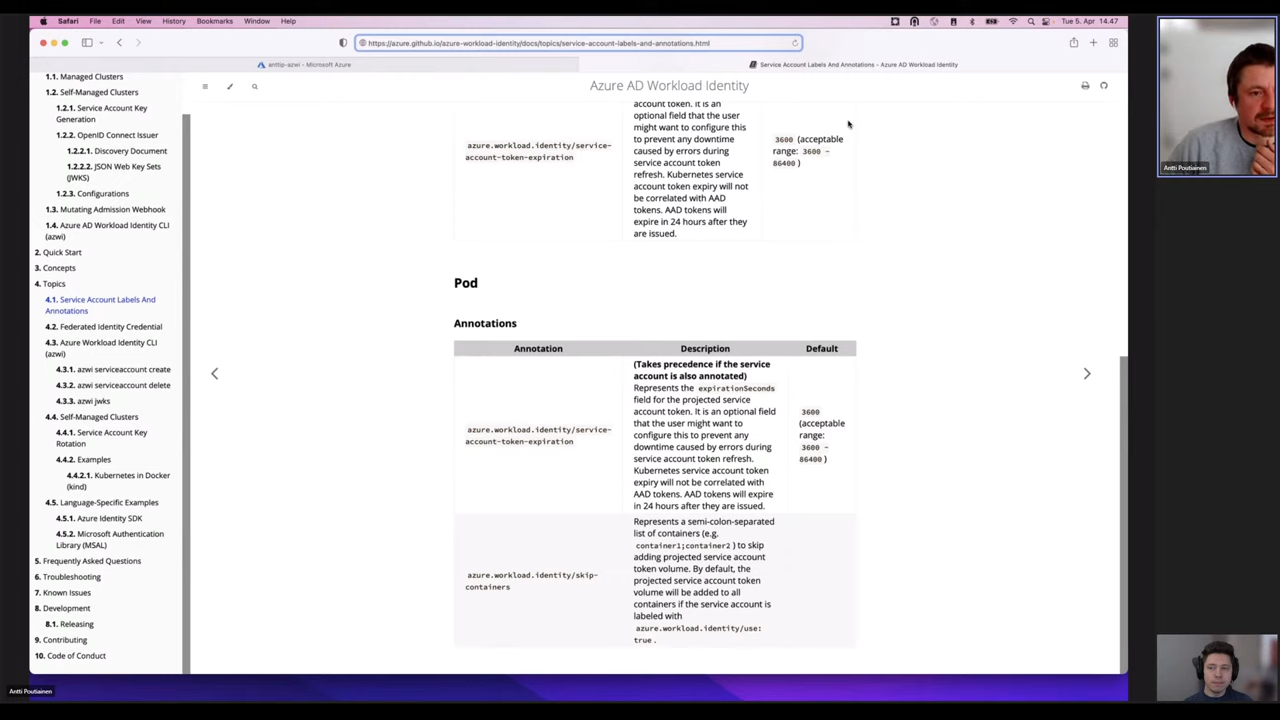 Safari File Edit View History Bookmarks Window Help
Tue 5. April 14.47
https://azure.github.io/azure-workload-identity/docs/topics/service-account-labels-and-annotations.html
anttip-azwi - Microsoft Azure
Service Account Labels And Annotations - Azure AD Workload Identity
Azure AD Workload Identity
1.1. Managed Clusters
1.2. Self-Managed Clusters
1.2.1. Service Account Key
Generation
1.2.2. OpenID Connect Issuer
1.2.2.1. Discovery Document
1.2.2.2. JSON Web Key Sets
(JWKS)
1.2.3. Configurations
1.3. Mutating Admission Webhook
1.4. Azure AD Workload Identity CLI
(azwi)
2. Quick Start
3. Concepts
4. Topics
4.1. Service Account Labels And
Annotations
4.2. Federated Identity Credential
4.3. Azure Workload Identity CLI
(azwi)
4.3.1. azwi serviceaccount create
4.3.2. azwi serviceaccount delete
4.3.3. azwi jwks
4.4. Self-Managed Clusters
4.4.1. Service Account Key
Rotation
4.4.2. Examples
4.4.2.1. Kubernetes in Docker
(kind)
4.5. Language-Specific Examples
4.5.1. Azure Identity SDK
4.5.2. Microsoft Authentication
Library (MSAL)
5. Frequently Asked Questions
6. Troubleshooting
7. Known Issues
8. Development
8.1. Releasing
9. Contributing
10. Code of Conduct
azure.workload.identity/service-
account-token-expiration
account token. It is an
optional field that the user
might want to configure this
to prevent any downtime
caused by errors during
service account token
refresh. Kubernetes service
account token expiry will not
be correlated with AAD
tokens. AAD tokens will
expire in 24 hours after they
are issued.
3600 (acceptable
range: 3600 -
86400 )
Pod
Annotations
Annotation Description Default
azure.workload.identity/service-
account-token-expiration
(Takes precedence if the service
account is also annotated)
Represents the expirationSeconds
field for the projected service
account token. It is an optional field
that the user might want to
configure this to prevent any
downtime caused by errors during
service account token refresh.
Kubernetes service account token
expiry will not be correlated with
AAD tokens. AAD tokens will expire
in 24 hours after they are issued.
3600
(acceptable
range:
3600 -
86400 )
azure.workload.identity/skip-
containers
Represents a semi-colon-separated
list of containers (e.g.
container1;container2 ) to skip
adding projected service account
token volume. By default, the
projected service account token
volume will be added to all
containers if the service account is
labeled with
azure.workload.identity/use:
true .
Antti Poutiainen
Antti Poutiainen